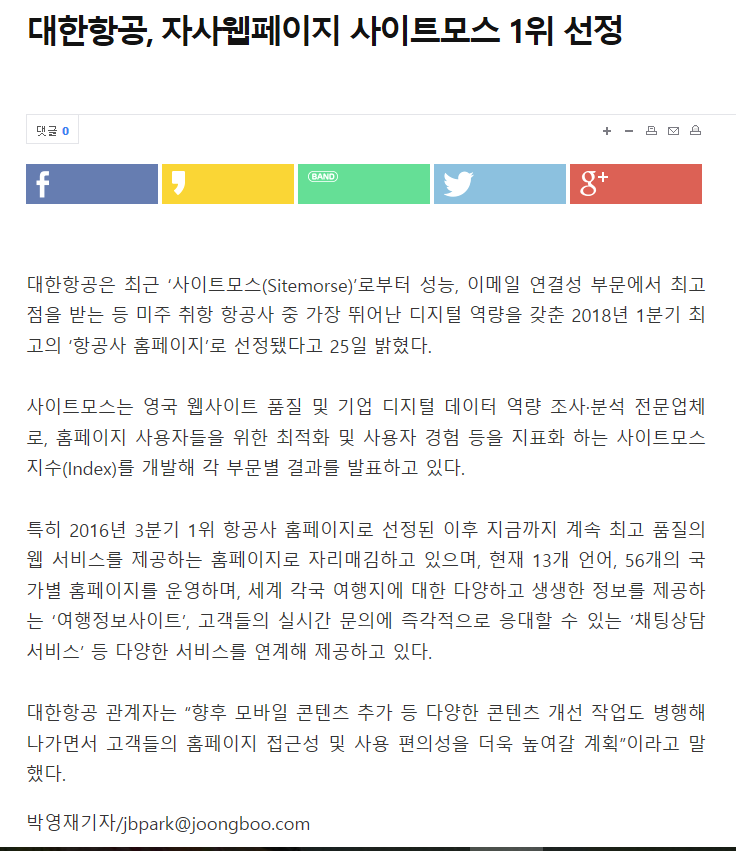 대한항공, 자사웹페이지 사이트모스 1위 선정
댓글 0
BAND
g+
대한항공은 최근 ‘사이트모스(Sitemorse)’로부터 성능, 이메일 연결성 부문에서 최고
점을 받는 등 미주 취항 항공사 중 가장 뛰어난 디지털 역량을 갖춘 2018년 1분기 최
고의 ‘항공사 홈페이지’로 선정됐다고 25일 밝혔다.
사이트모스는 영국 웹사이트 품질 및 기업 디지털 데이터 역량 조사·분석 전문업체
로, 홈페이지 사용자들을 위한 최적화 및 사용자 경험 등을 지표화 하는 사이트모스
지수(Index)를 개발해 각 부문별 결과를 발표하고 있다.
특히 2016년 3분기 1위 항공사 홈페이지로 선정된 이후 지금까지 계속 최고 품질의
웹 서비스를 제공하는 홈페이지로 자리매김하고 있으며, 현재 13개 언어, 56개의 국
가별 홈페이지를 운영하며, 세계 각국 여행지에 대한 다양하고 생생한 정보를 제공하
는 ‘여행정보사이트’, 고객들의 실시간 문의에 즉각적으로 응대할 수 있는 ‘채팅상담
서비스’ 등 다양한 서비스를 연계해 제공하고 있다.
대한항공 관계자는 “향후 모바일 콘텐츠 추가 등 다양한 콘텐츠 개선 작업도 병행해
나가면서 고객들의 홈페이지 접근성 및 사용 편의성을 더욱 높여갈 계획”이라고 말
했다.
박영재기자/jbpark@joongboo.com